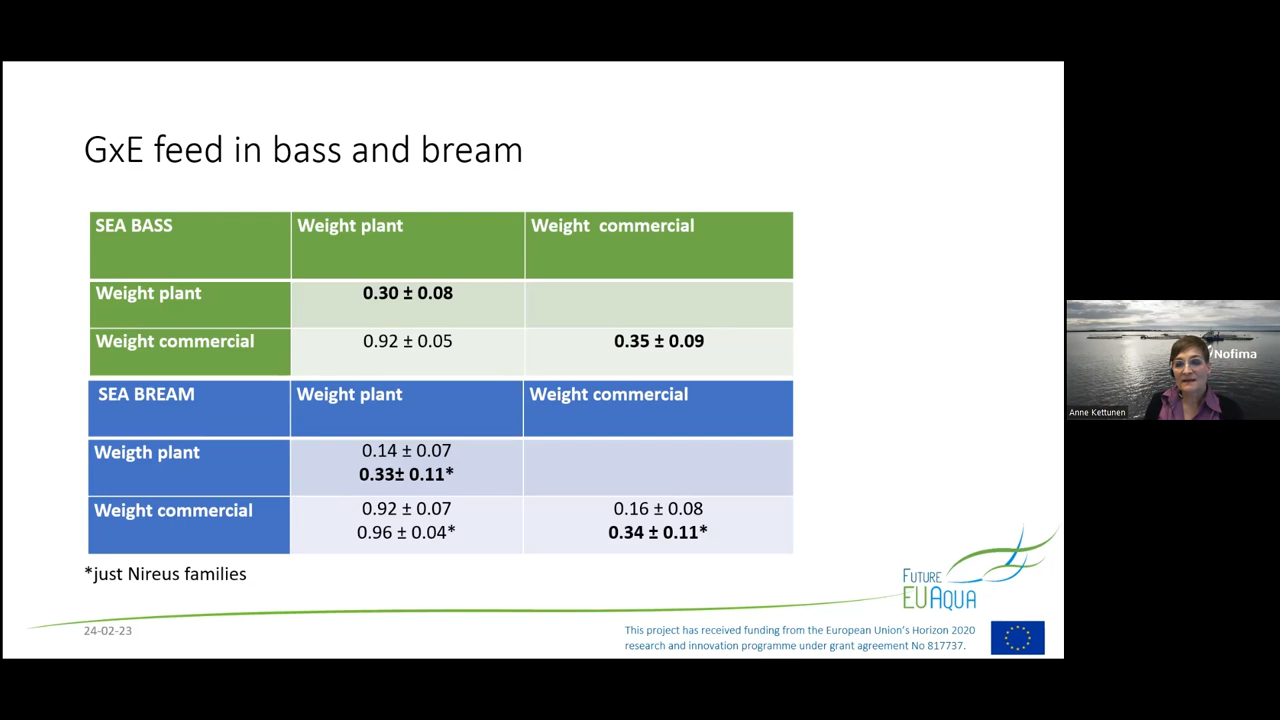 GxE feed in bass and bream
SEA BASS Weight plant Weight  commercial
Weight plant 0.30 ± 0.08
Weight commercial 0.92 ± 0.05 0.35 ± 0.09
SEA BREAM Weight plant Weight commercial
Weigth plant 0.14 ± 0.07
0.33± 0.11*
Weight commercial 0.92 ± 0.07 0.16 ± 0.08
0.96 ± 0.04* 0.34 ± 0.11*
*just Nireus families
Nofima
Anne Kettunen
FUTURE
EUAQUA
24-02-23
This project has received funding from the European Union's Horizon 2020
research and innovation programme under grant agreement No 817737.